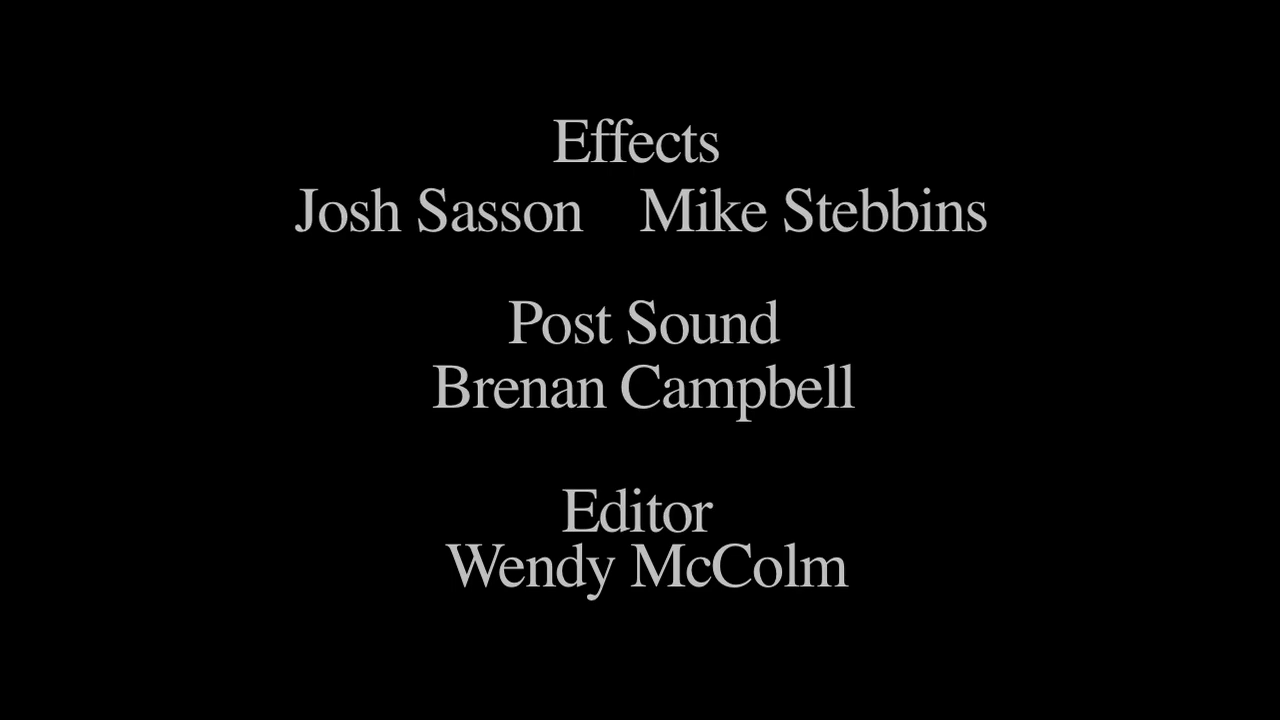 Effects
Josh Sasson Mike Stebbins
Post Sound
Brenan Campbell
Editor
Wendy McColm